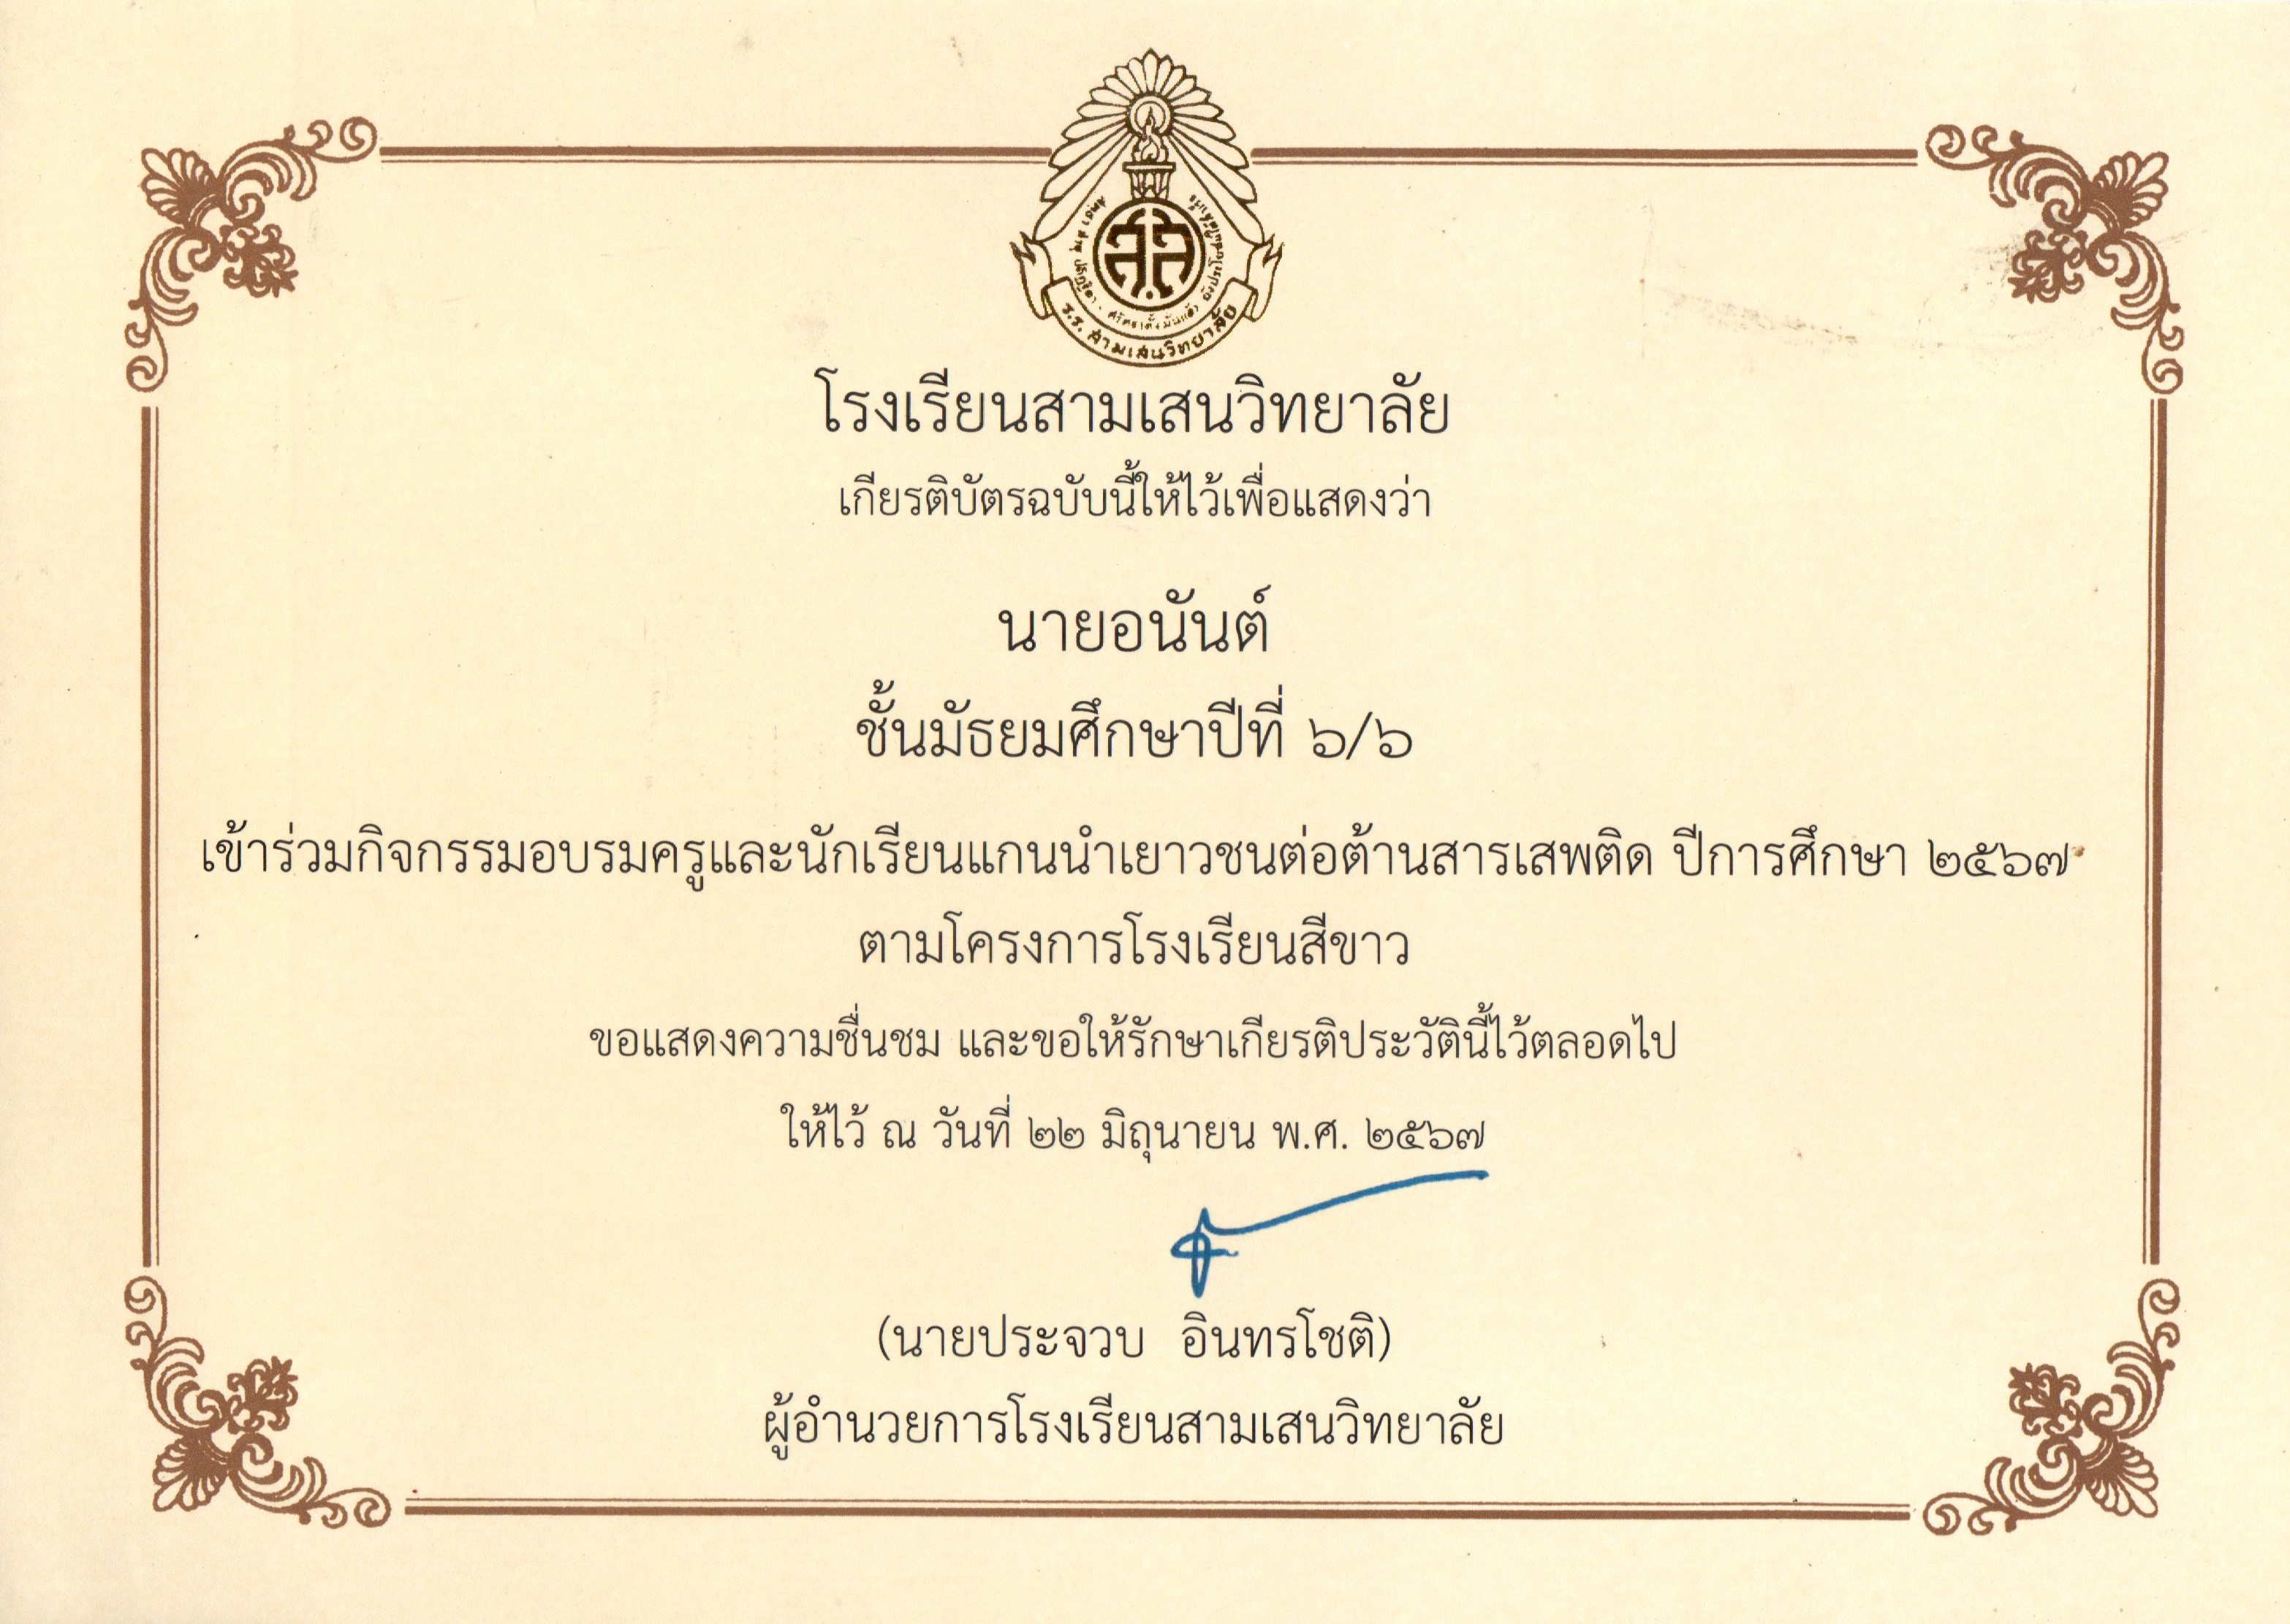 ร.ร. สามเสนวิทยาลัย
โรงเรียนสามเสนวิทยาลัย
เกียรติบัตรฉบับนี้ให้ไว้เพื่อแสดงว่า
นายอนันต์
ชั้นมัธยมศึกษาปีที่ ๖/๖
เข้าร่วมกิจกรรมอบรมครูและนักเรียนแกนนำเยาวชนต่อต้านสารเสพติด ปีการศึกษา ๒๕๖๗
ตามโครงการโรงเรียนสีขาว
ขอแสดงความชื่นชม และขอให้รักษาเกียรติประวัตินี้ไว้ตลอดไป
ให้ไว้ ณ วันที่ ๒๒ มิถุนายน พ.ศ. ๒๕๖๗
(นายประจวบ อินทรโชติ)
ผู้อำนวยการโรงเรียนสามเสนวิทยาลัย